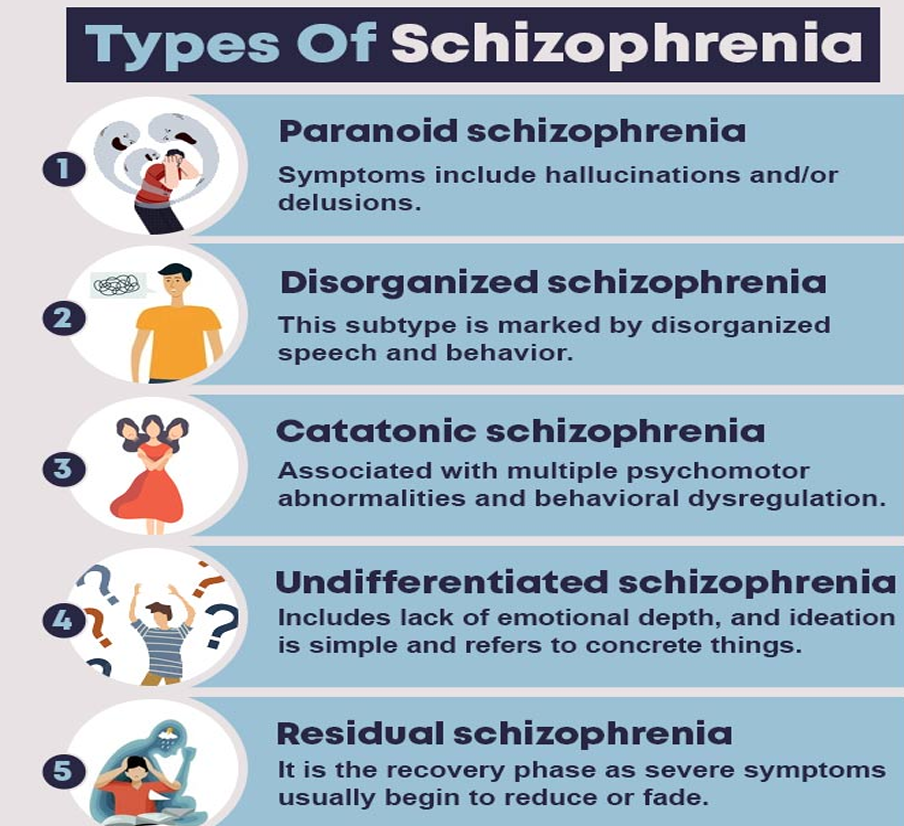 Types Of Schizophrenia
1
Paranoid schizophrenia
Symptoms include hallucinations and/or
delusions.
2
Disorganized schizophrenia
This subtype is marked by disorganized
speech and behavior.
3
Catatonic schizophrenia
Associated with multiple psychomotor
abnormalities and behavioral dysregulation.
4
Undifferentiated schizophrenia
Includes lack of emotional depth, and ideation
is simple and refers to concrete things.
5
Residual schizophrenia
It is the recovery phase as severe symptoms
usually begin to reduce or fade.